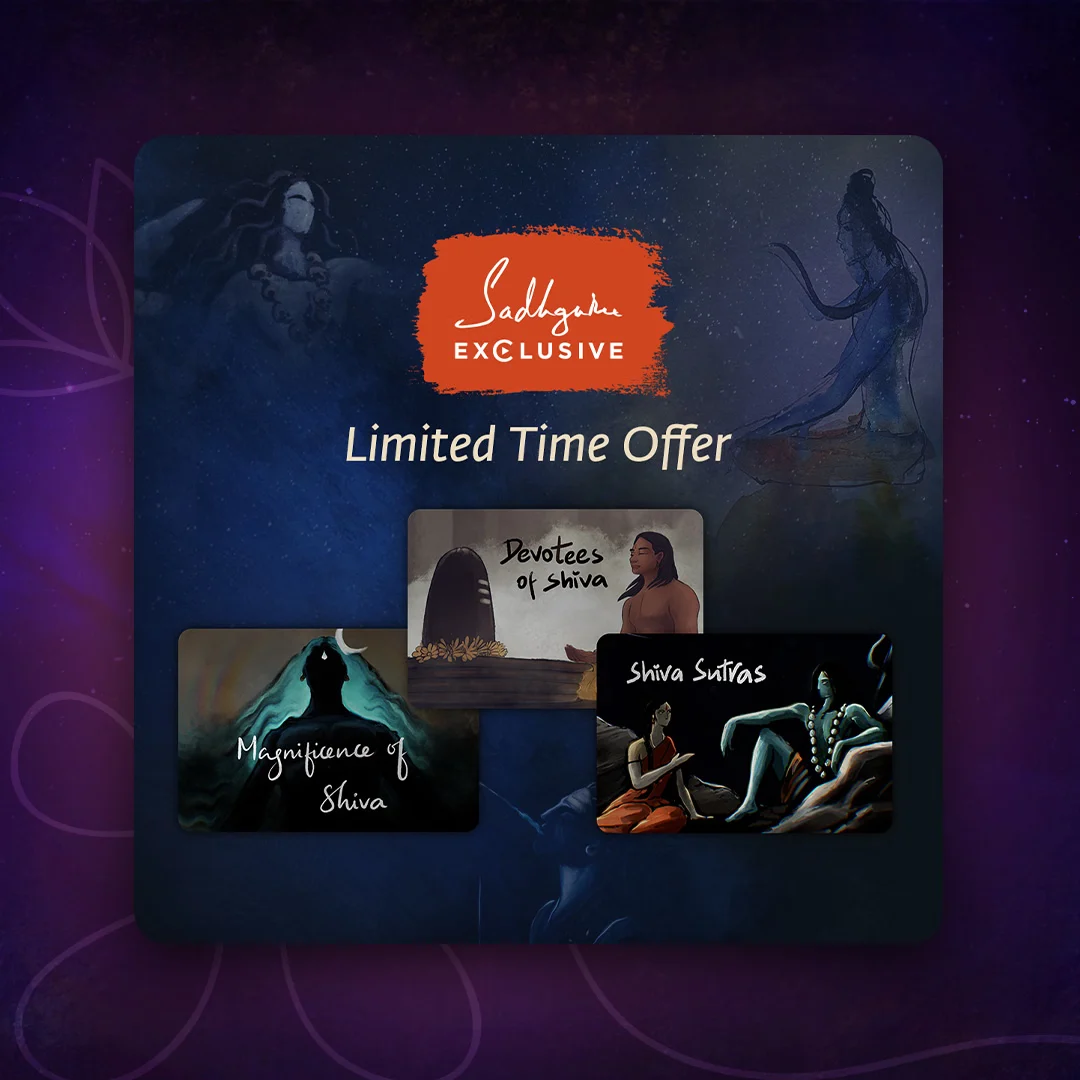 Sadhguru
EXCLUSIVE
Limited Time Offer
Devotees
of Shiva
Magnificence of
Shiva
Shiva Sutras